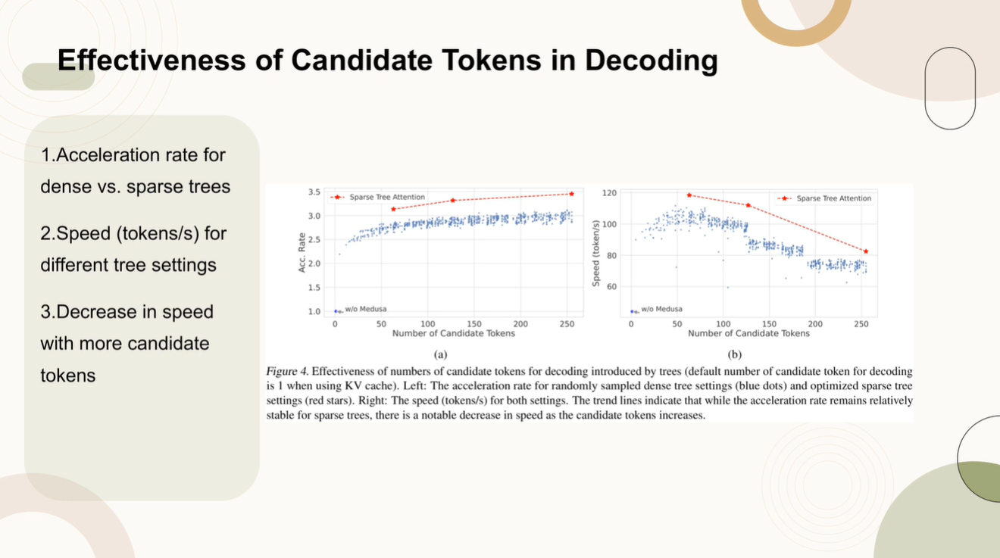 Effectiveness of Candidate Tokens in Decoding
1.Acceleration rate for
dense vs. sparse trees
2.Speed (tokens/s) for
different tree settings
3.Decrease in speed
with more candidate
tokens
3.5
3.0
2.5
2.0
1.5
1.0
Acc. Rate
Sparse Tree Attention
w/o Medusa
0 50 100 150 200 250
Number of Candidate Tokens
(a)
120
100
80
60
Speed (token/s)
Sparse Tree Attention
w/o Medusa
0 50 100 150 200 250
Number of Candidate Tokens
(b)
Figure 4. Effectiveness of numbers of candidate tokens for decoding introduced by trees (default number of candidate token for decoding
is 1 when using KV cache). Left: The acceleration rate for randomly sampled dense tree settings (blue dots) and optimized sparse tree
settings (red stars). Right: The speed (tokens/s) for both settings. The trend lines indicate that while the acceleration rate remains relatively
stable for sparse trees, there is a notable decrease in speed as the candidate tokens increases.